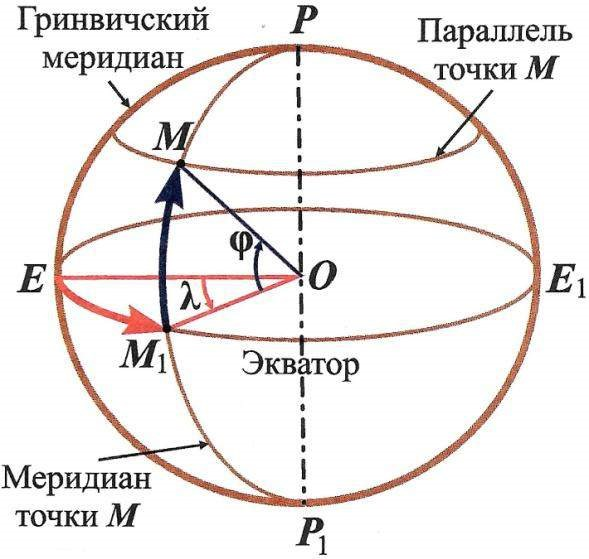 Гринвичский
меридиан
P
Параллель
точки M
M
φ
E
λ
O
E₁
M₁
Экватор
Меридиан
точки M
P₁